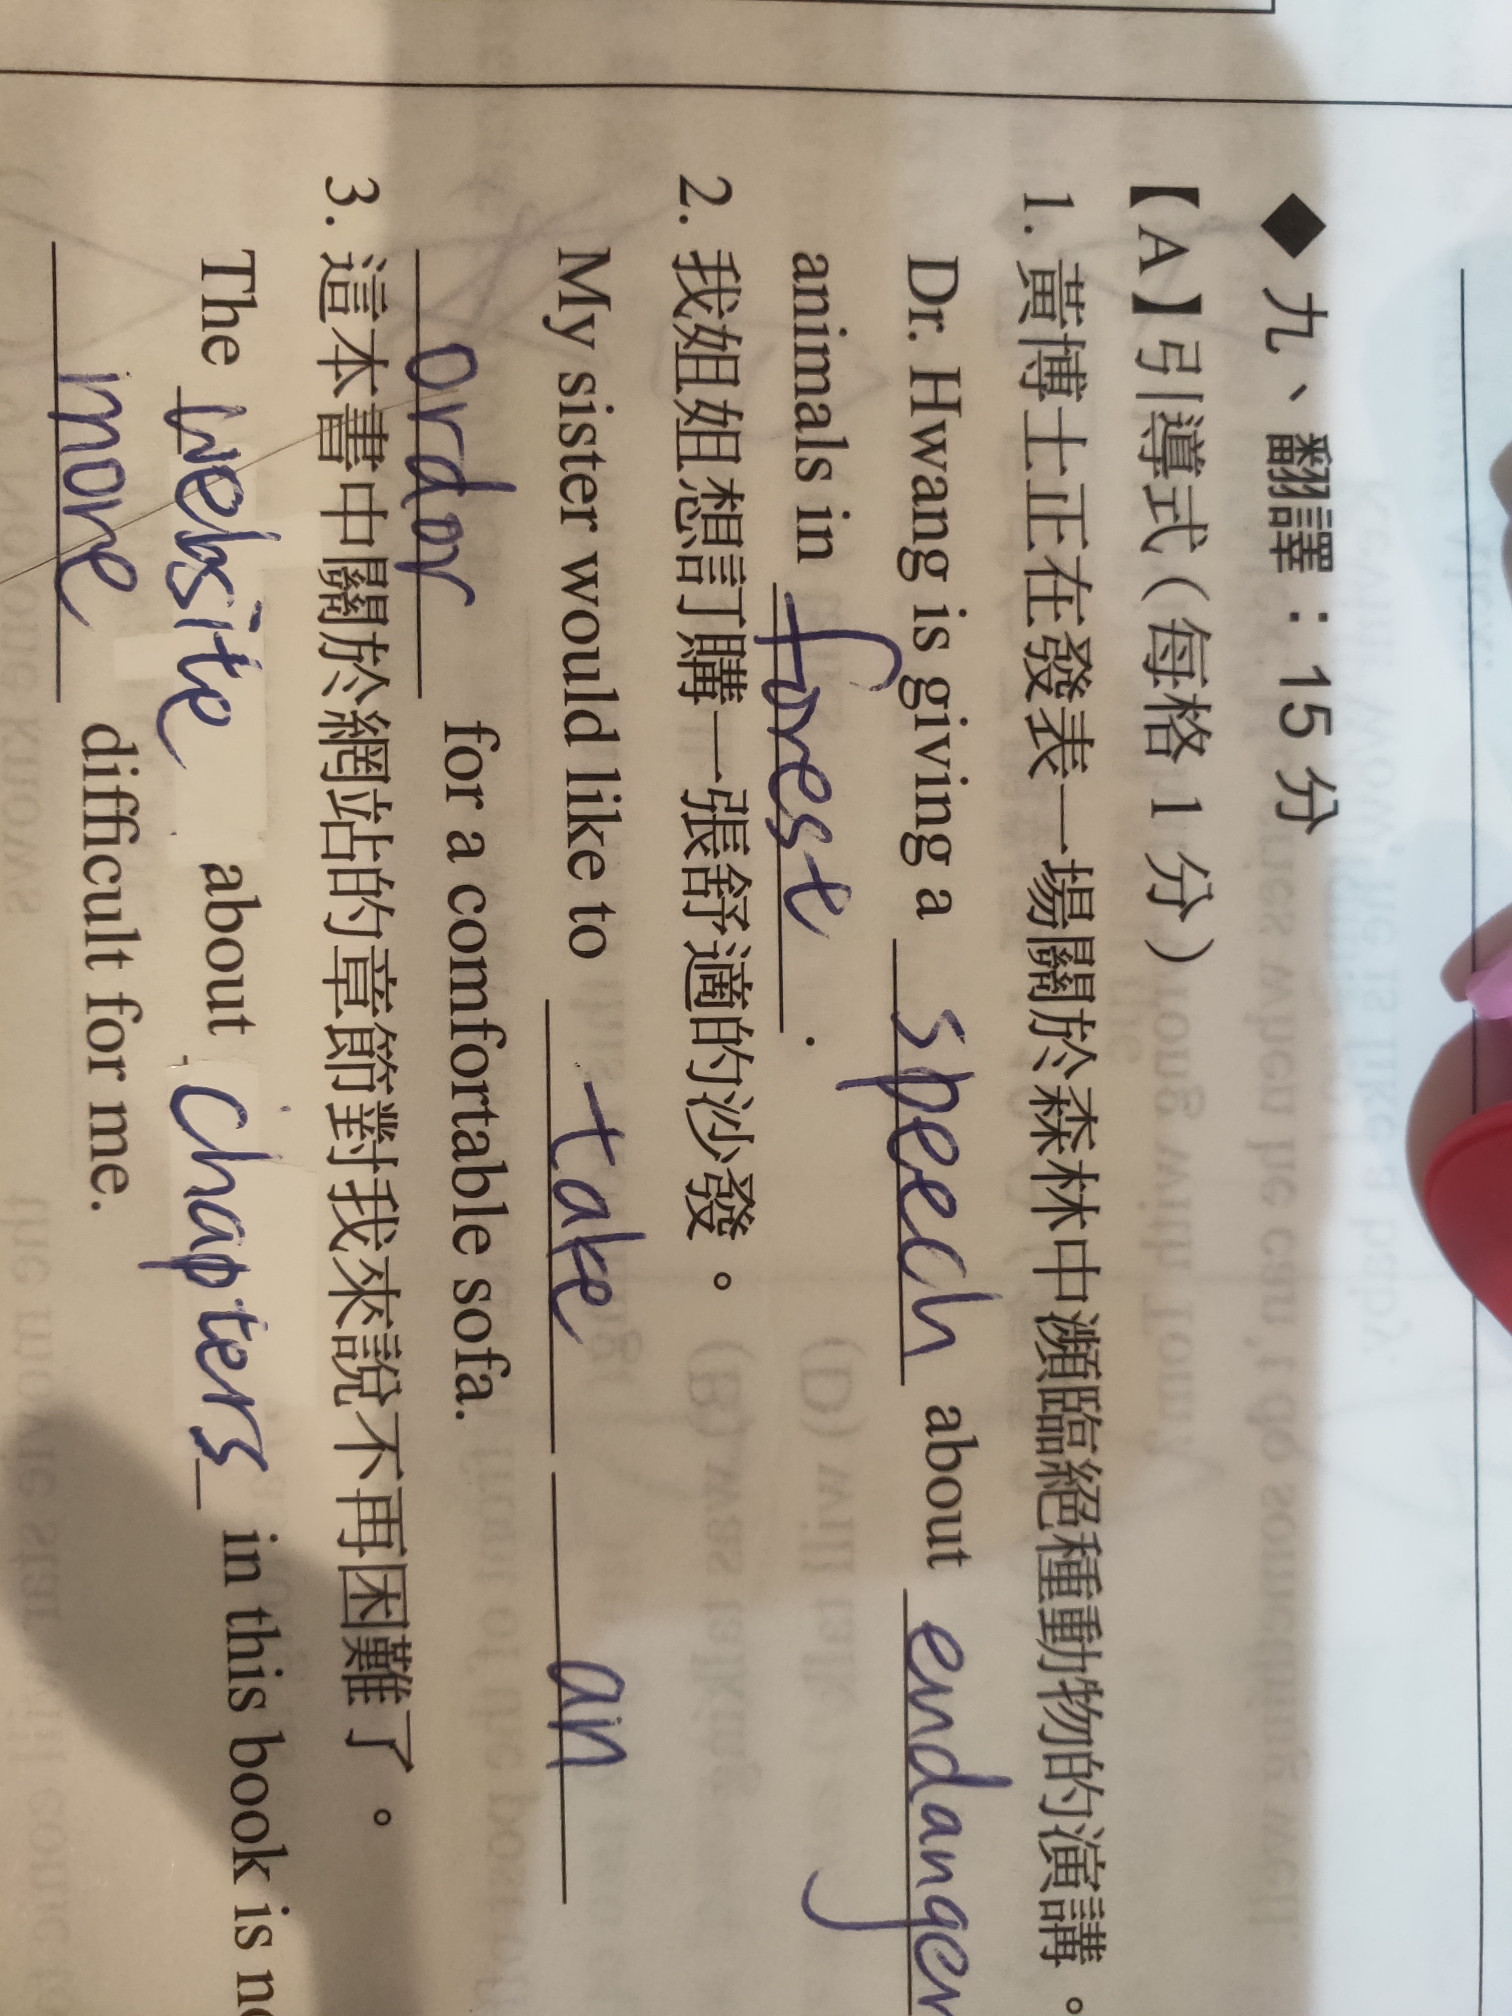 ◆ 九、翻譯：15 分
【A】引導式（每格 1 分）
1. 黃博士正在發表一場關於森林中瀕臨絕種動物的演講。
Dr. Hwang is giving a speech about endanger
animals in forest.
2. 我姐姐想訂購一張舒適的沙發。
My sister would like to take an
ordor for a comfortable sofa.
3. 這本書中關於網站的章節對我來說不再困難了。
The website about chapters in this book is no
more difficult for me.